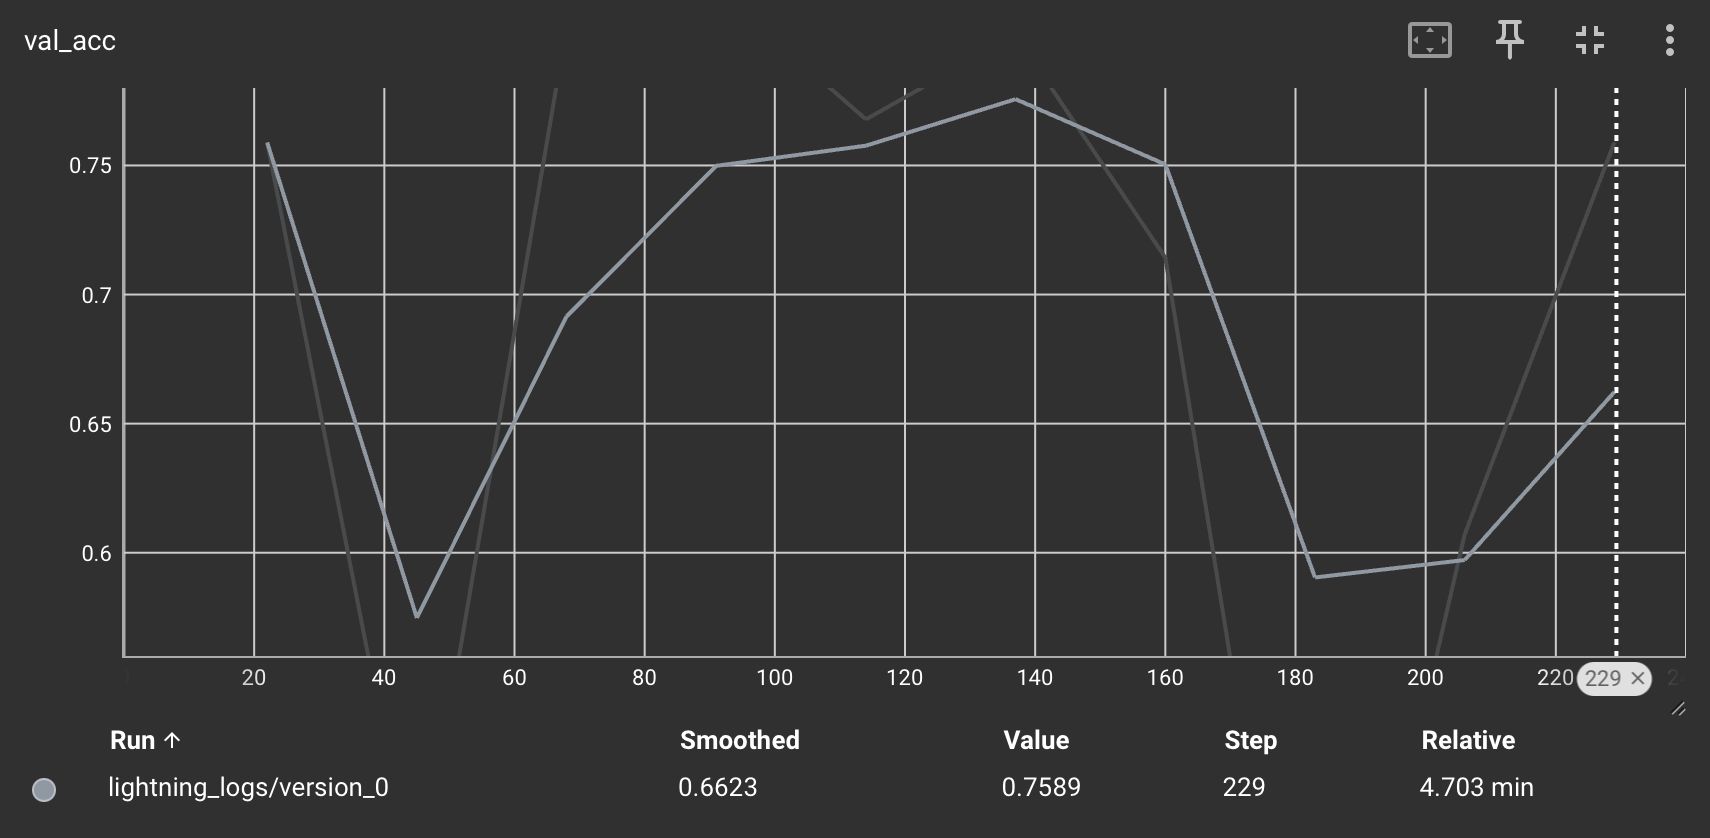 val_acc
0.75
0.7
0.65
0.6
20 40 60 80 100 120 140 160 180 200 220 229 ×
Run ↑ Smoothed Value Step Relative
lightning_logs/version_0 0.6623 0.7589 229 4.703 min